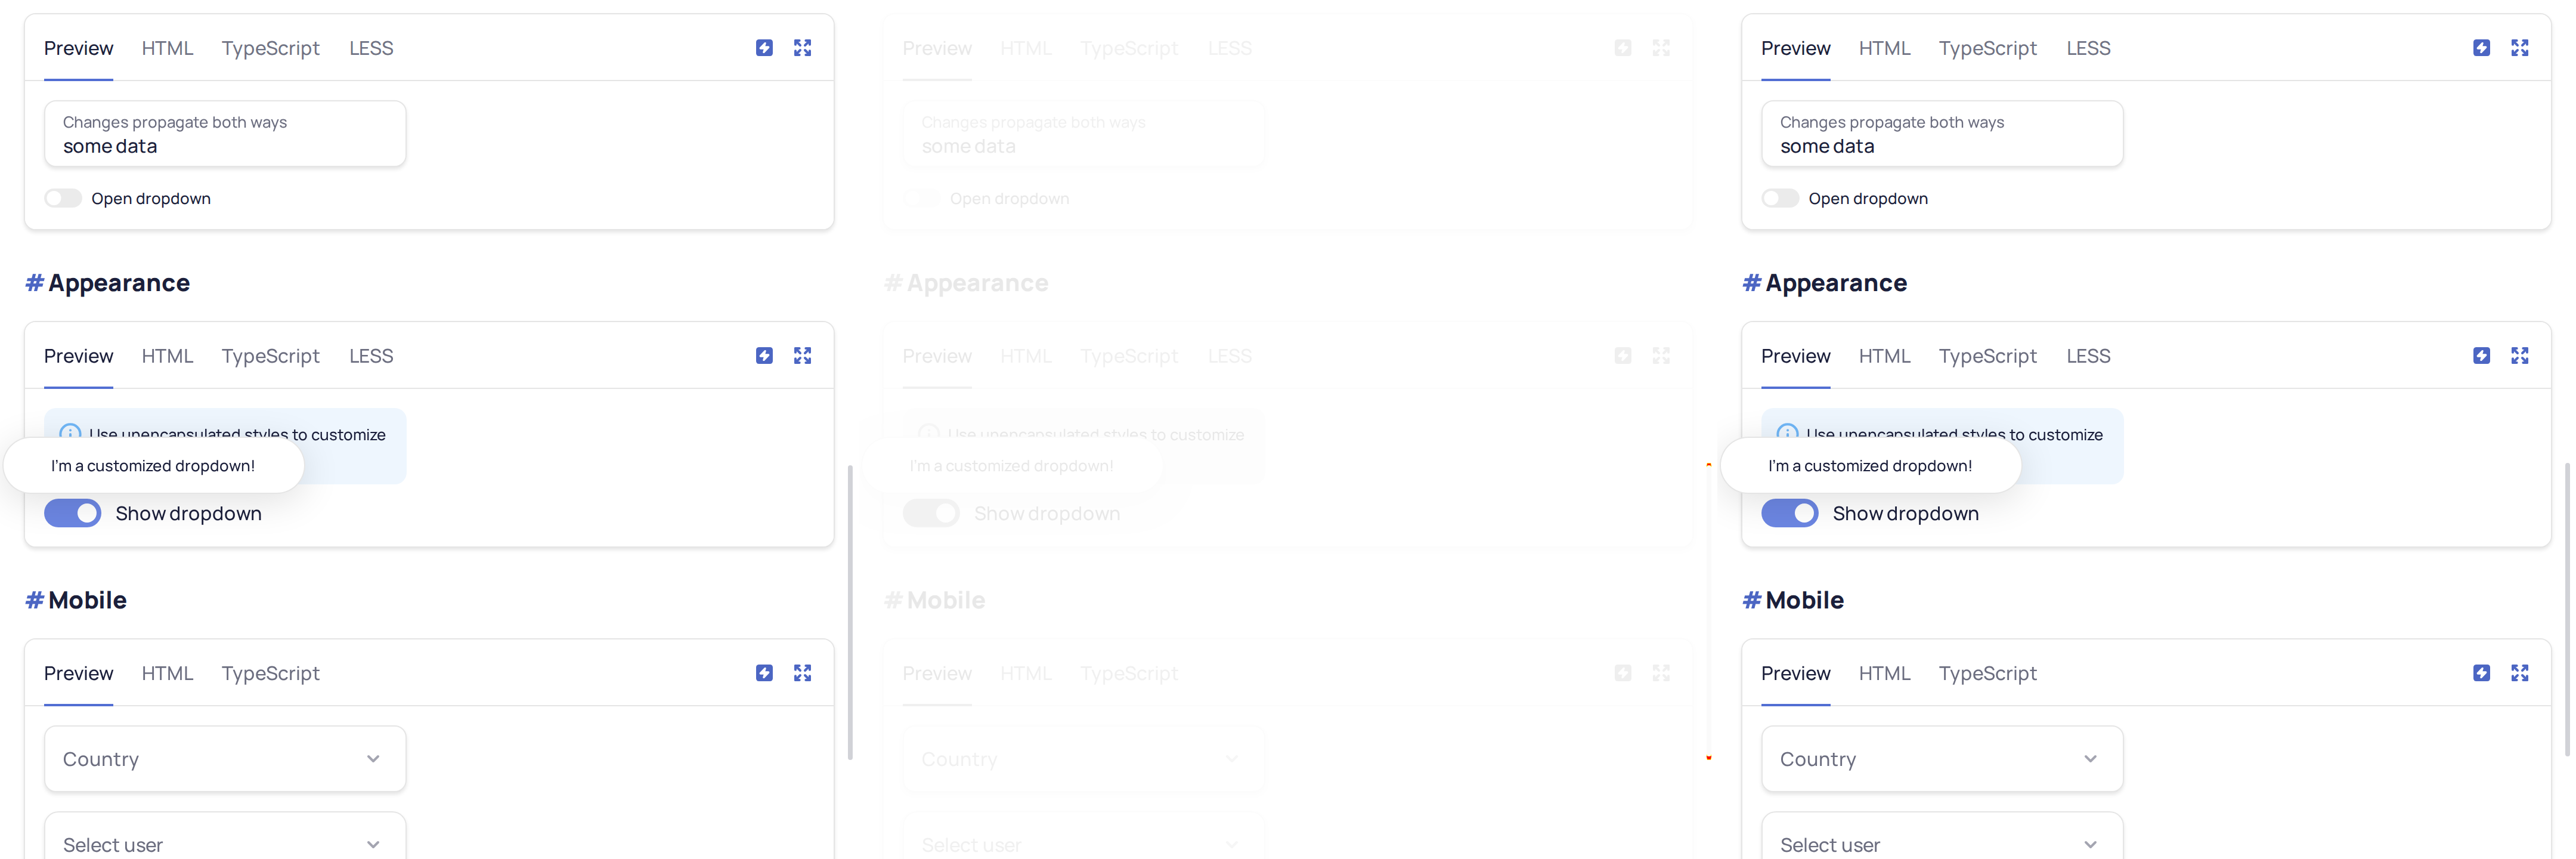 Preview HTML TypeScript LESS
Changes propagate both ways
some data
Open dropdown
# Appearance
Preview HTML TypeScript LESS
Use unencapsulated styles to customize
I'm a customized dropdown!
Show dropdown
# Mobile
Preview HTML TypeScript
Country
Select user
Preview HTML TypeScript LESS
Changes propagate both ways
some data
Open dropdown
# Appearance
Preview HTML TypeScript LESS
Use unencapsulated styles to customize
I'm a customized dropdown!
Show dropdown
# Mobile
Preview HTML TypeScript
Country
Select user
Preview HTML TypeScript LESS
Changes propagate both ways
some data
Open dropdown
# Appearance
Preview HTML TypeScript LESS
Use unencapsulated styles to customize
I'm a customized dropdown!
Show dropdown
# Mobile
Preview HTML TypeScript
Country
Select user